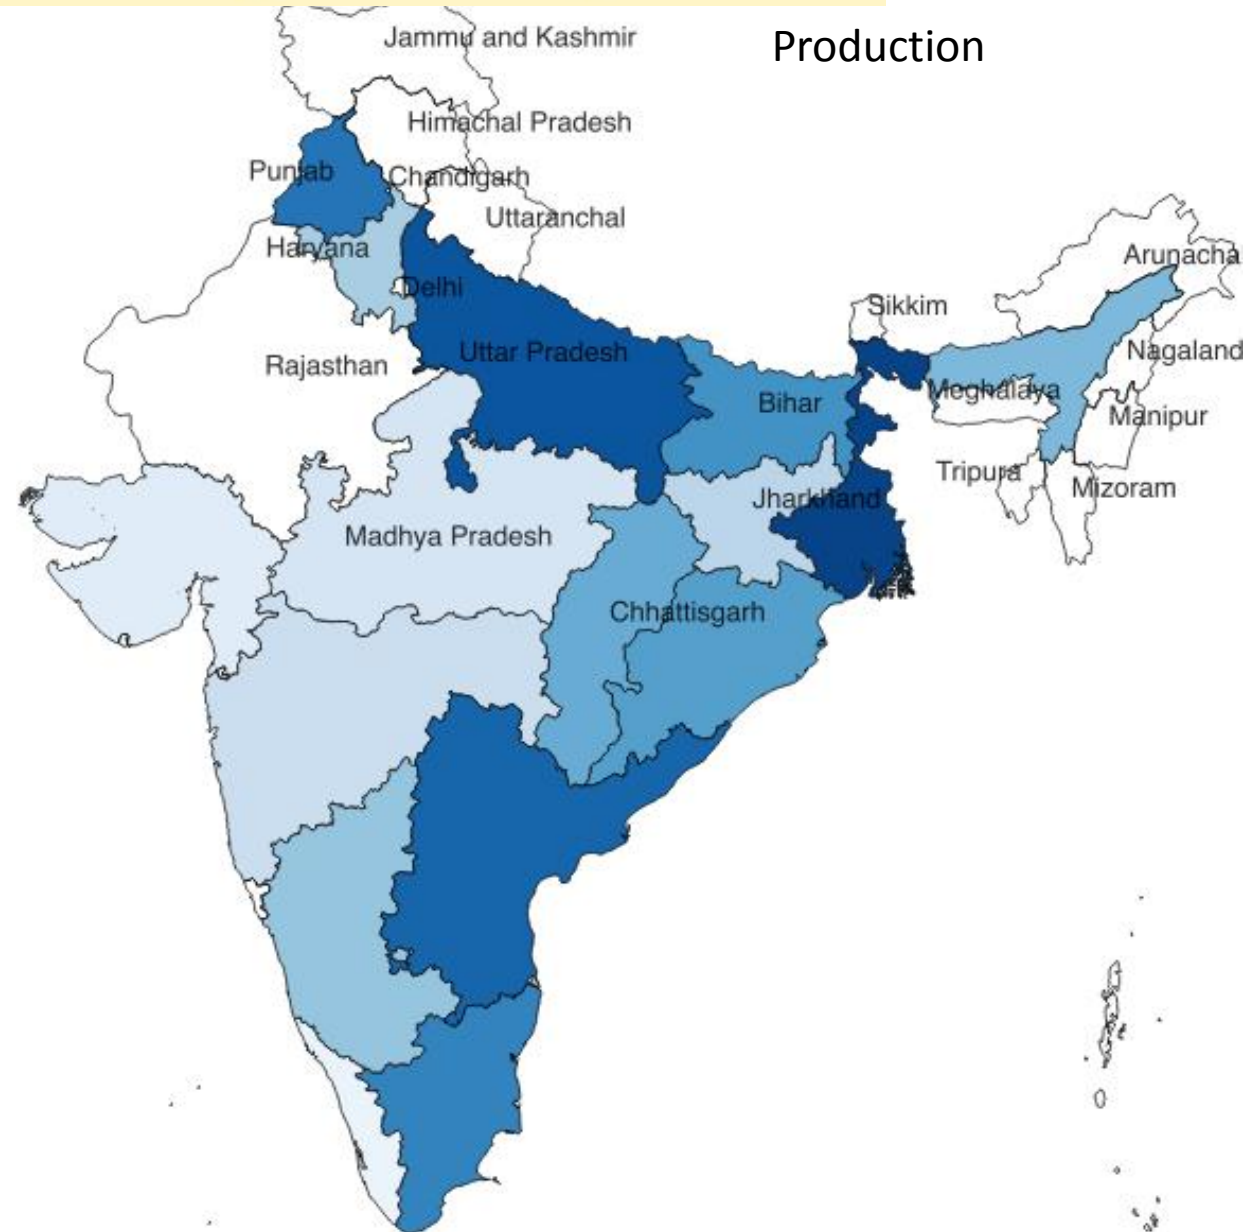 Production
Jammu and Kashmir
Himachal Pradesh
Punjab
Chandigarh
Uttaranchal
Haryana
Arunacha
Delhi
Sikkim
Uttar Pradesh
Nagaland
Rajasthan
Meghalaya
Bihar
Manipur
Tripura
Mizoram
Jharkhand
Madhya Pradesh
Chhattisgarh